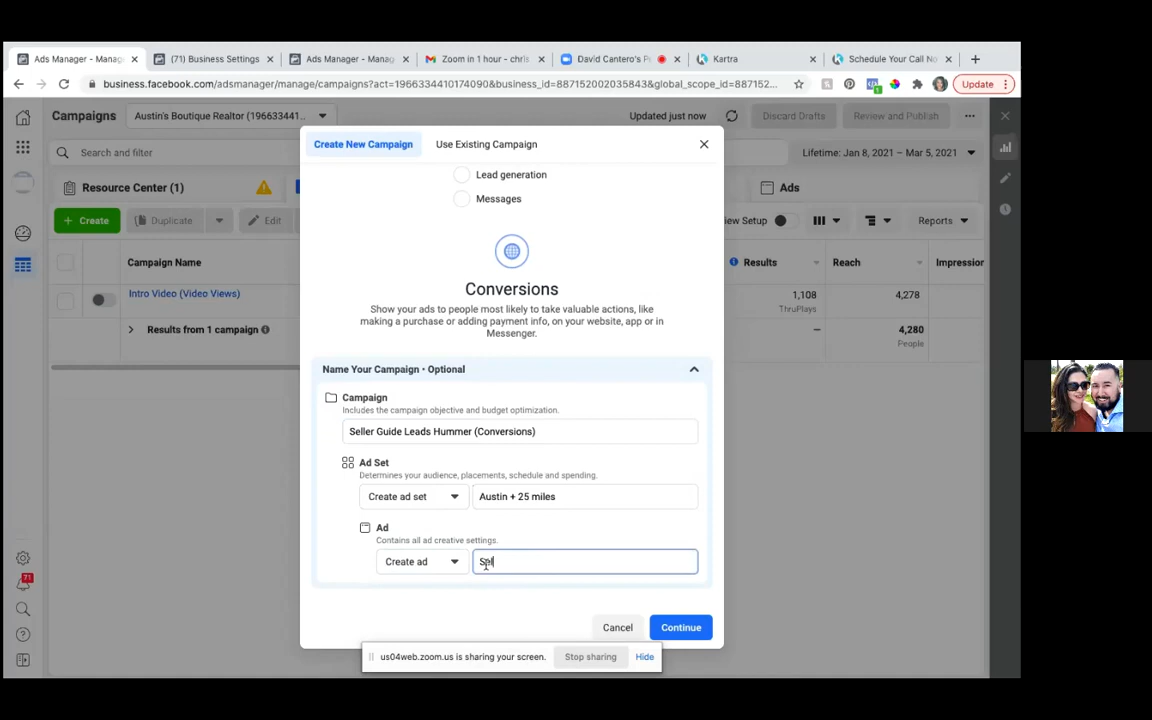 Ads Manager - Manag
(71) Business Settings
Ads Manager - Manag
Zoom in 1 hour - chris
David Cantero's P
Kartra
Schedule Your Call No
business.facebook.com/adsmanager/manage/campaigns?act=1966334410174090&business_id=887152002035843&global_scope_id=887152...
Update
Campaigns
Austin's Boutique Realtor (196633441...
Updated just now
Discard Drafts
Review and Publish
Search and filter
Lifetime: Jan 8, 2021 – Mar 5, 2021
Resource Center (1)
Ads
+ Create
Duplicate
Edit
ew Setup
Reports
Campaign Name
Results
Reach
Impression
Intro Video (Video Views)
1,108
ThruPlays
4,278
Results from 1 campaign
—
4,280
People
Create New Campaign
Use Existing Campaign
Lead generation
Messages
Conversions
Show your ads to people most likely to take valuable actions, like
making a purchase or adding payment info, on your website, app or in
Messenger.
Name Your Campaign • Optional
Campaign
Includes the campaign objective and budget optimization.
Seller Guide Leads Hummer (Conversions)
Ad Set
Determines your audience, placements, schedule and spending.
Create ad set
Austin + 25 miles
Ad
Contains all ad creative settings.
Create ad
Sel
Cancel
Continue
us04web.zoom.us is sharing your screen.
Stop sharing
Hide
71